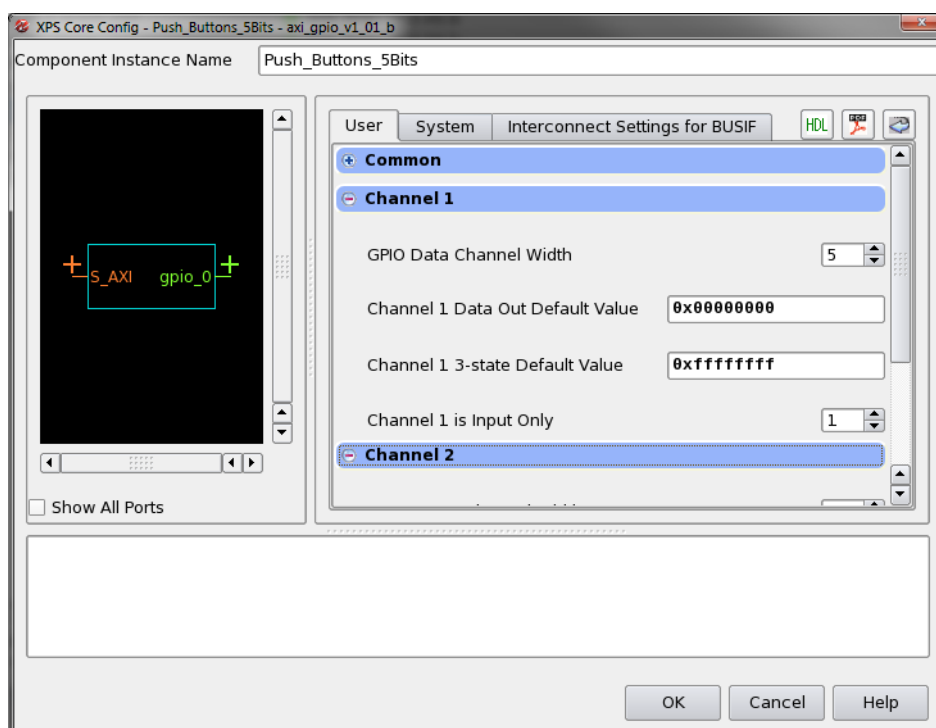 XPS Core Config - Push_Buttons_5Bits - axi_gpio_v1_01_b
Component Instance Name Push_Buttons_5Bits
User System Interconnect Settings for BUSIF HDL PDF
Common
Channel 1
GPIO Data Channel Width 5
Channel 1 Data Out Default Value 0x00000000
Channel 1 3-state Default Value 0xffffffff
Channel 1 is Input Only 1
Channel 2
S_AXI gpio_0
Show All Ports
OK Cancel Help